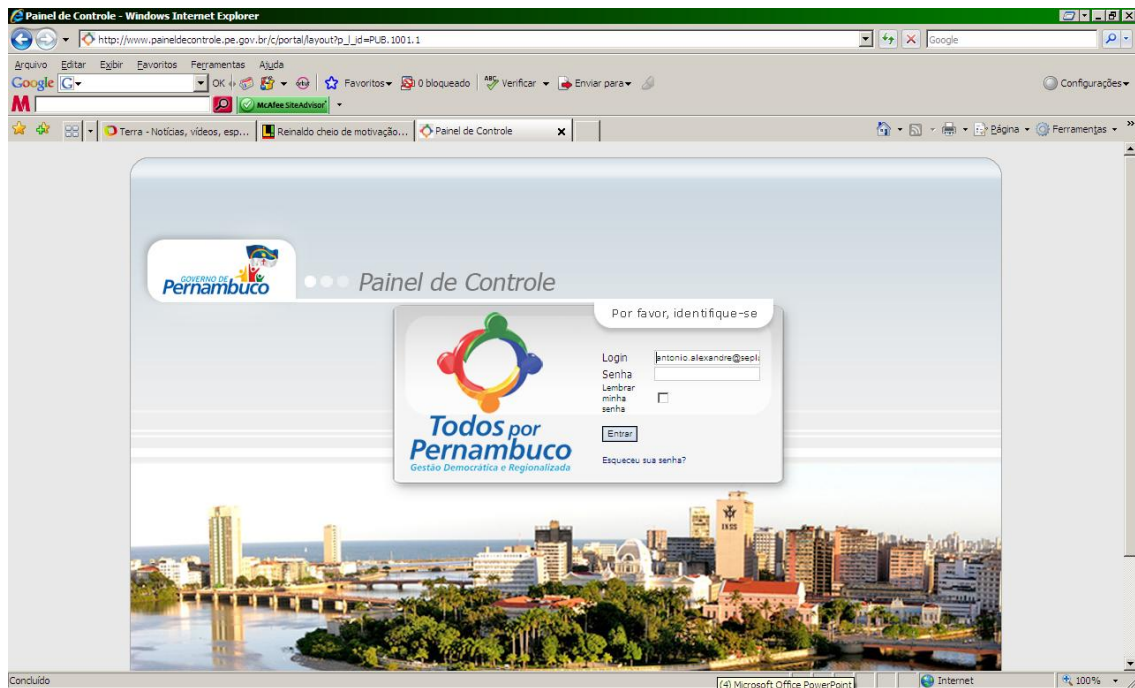 Painel de Controle - Windows Internet Explorer
http://www.paineldecontrole.pe.gov.br/c/portal/layout?p_l_id=PUB.1001.1
Google
Arquivo Editar Exibir Favoritos Ferramentas Ajuda
Google G OK Favoritos 0 bloqueado ABC Verificar Enviar para Configurações
M McAfee SiteAdvisor
Terra - Notícias, vídeos, esp... Reinaldo cheio de motivação... Painel de Controle Página Ferramentas »
GOVERNO DE
Pernambuco
Painel de Controle
Por favor, identifique-se
Login antonio.alexandre@sepl
Senha
Lembrar
minha
senha
Entrar
Esqueceu sua senha?
Todos por
Pernambuco
Gestão Democrática e Regionalizada
INSS
Concluído
(4) Microsoft Office PowerPoint
Internet
100%